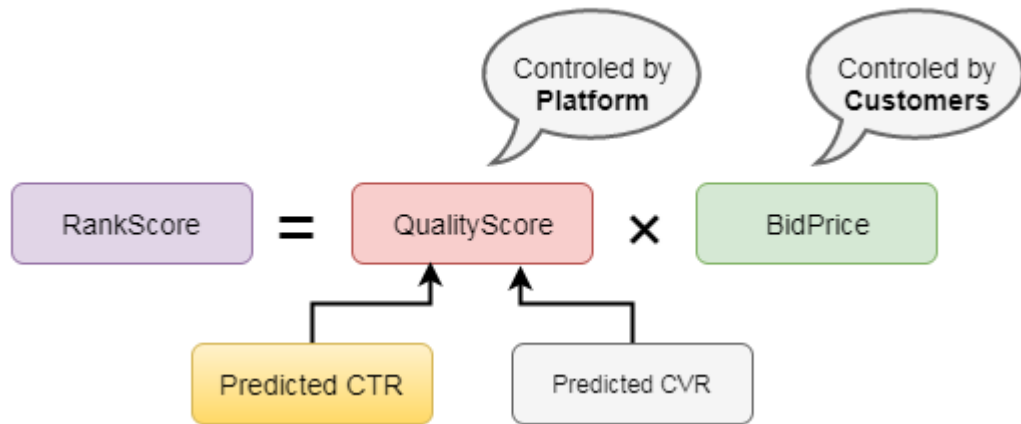 Controled by
Platform
Controled by
Customers
RankScore
=
QualityScore
×
BidPrice
Predicted CTR
Predicted CVR